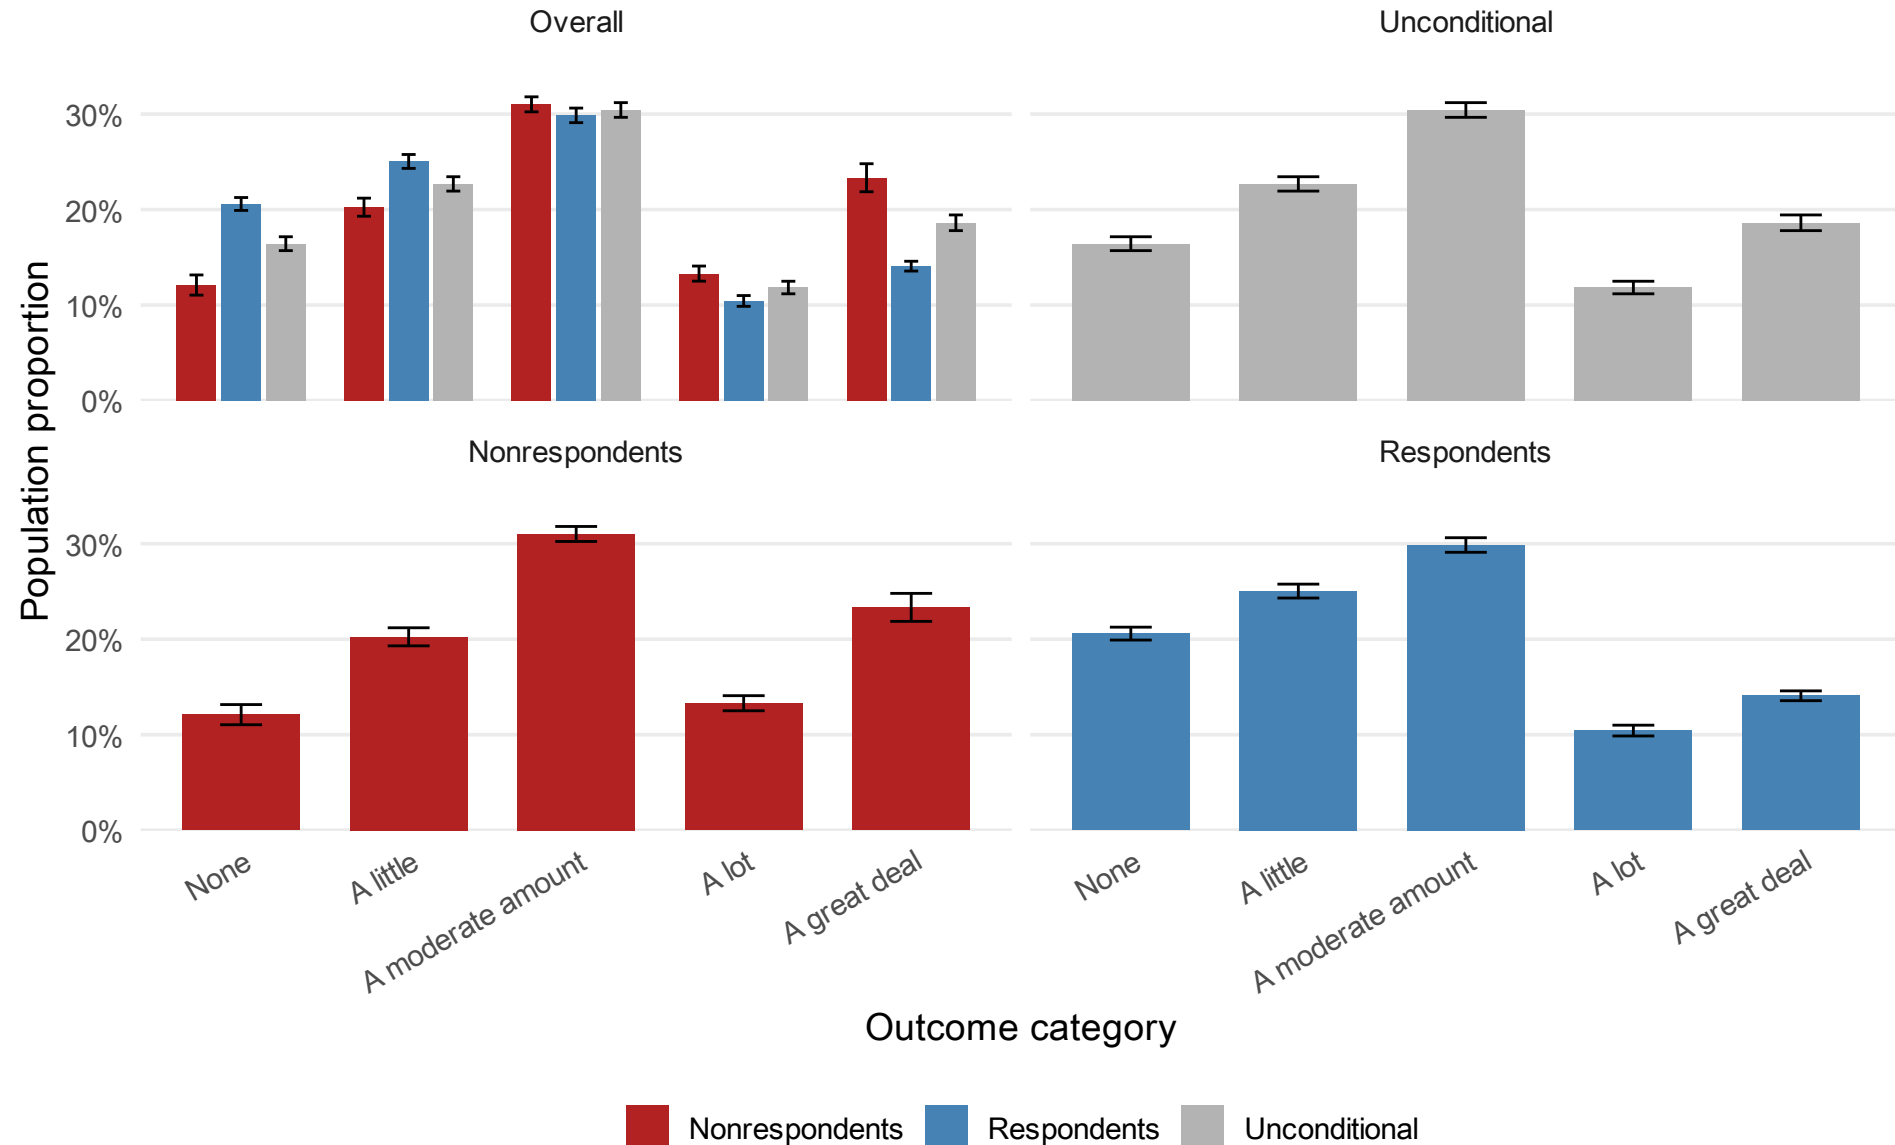 Overall
Unconditional
30%
20%
10%
0%
Population proportion
Nonrespondents
Respondents
30%
20%
10%
0%
None
A little
A moderate amount
A lot
A great deal
None
A little
A moderate amount
A lot
A great deal
Outcome category
Nonrespondents
Respondents
Unconditional